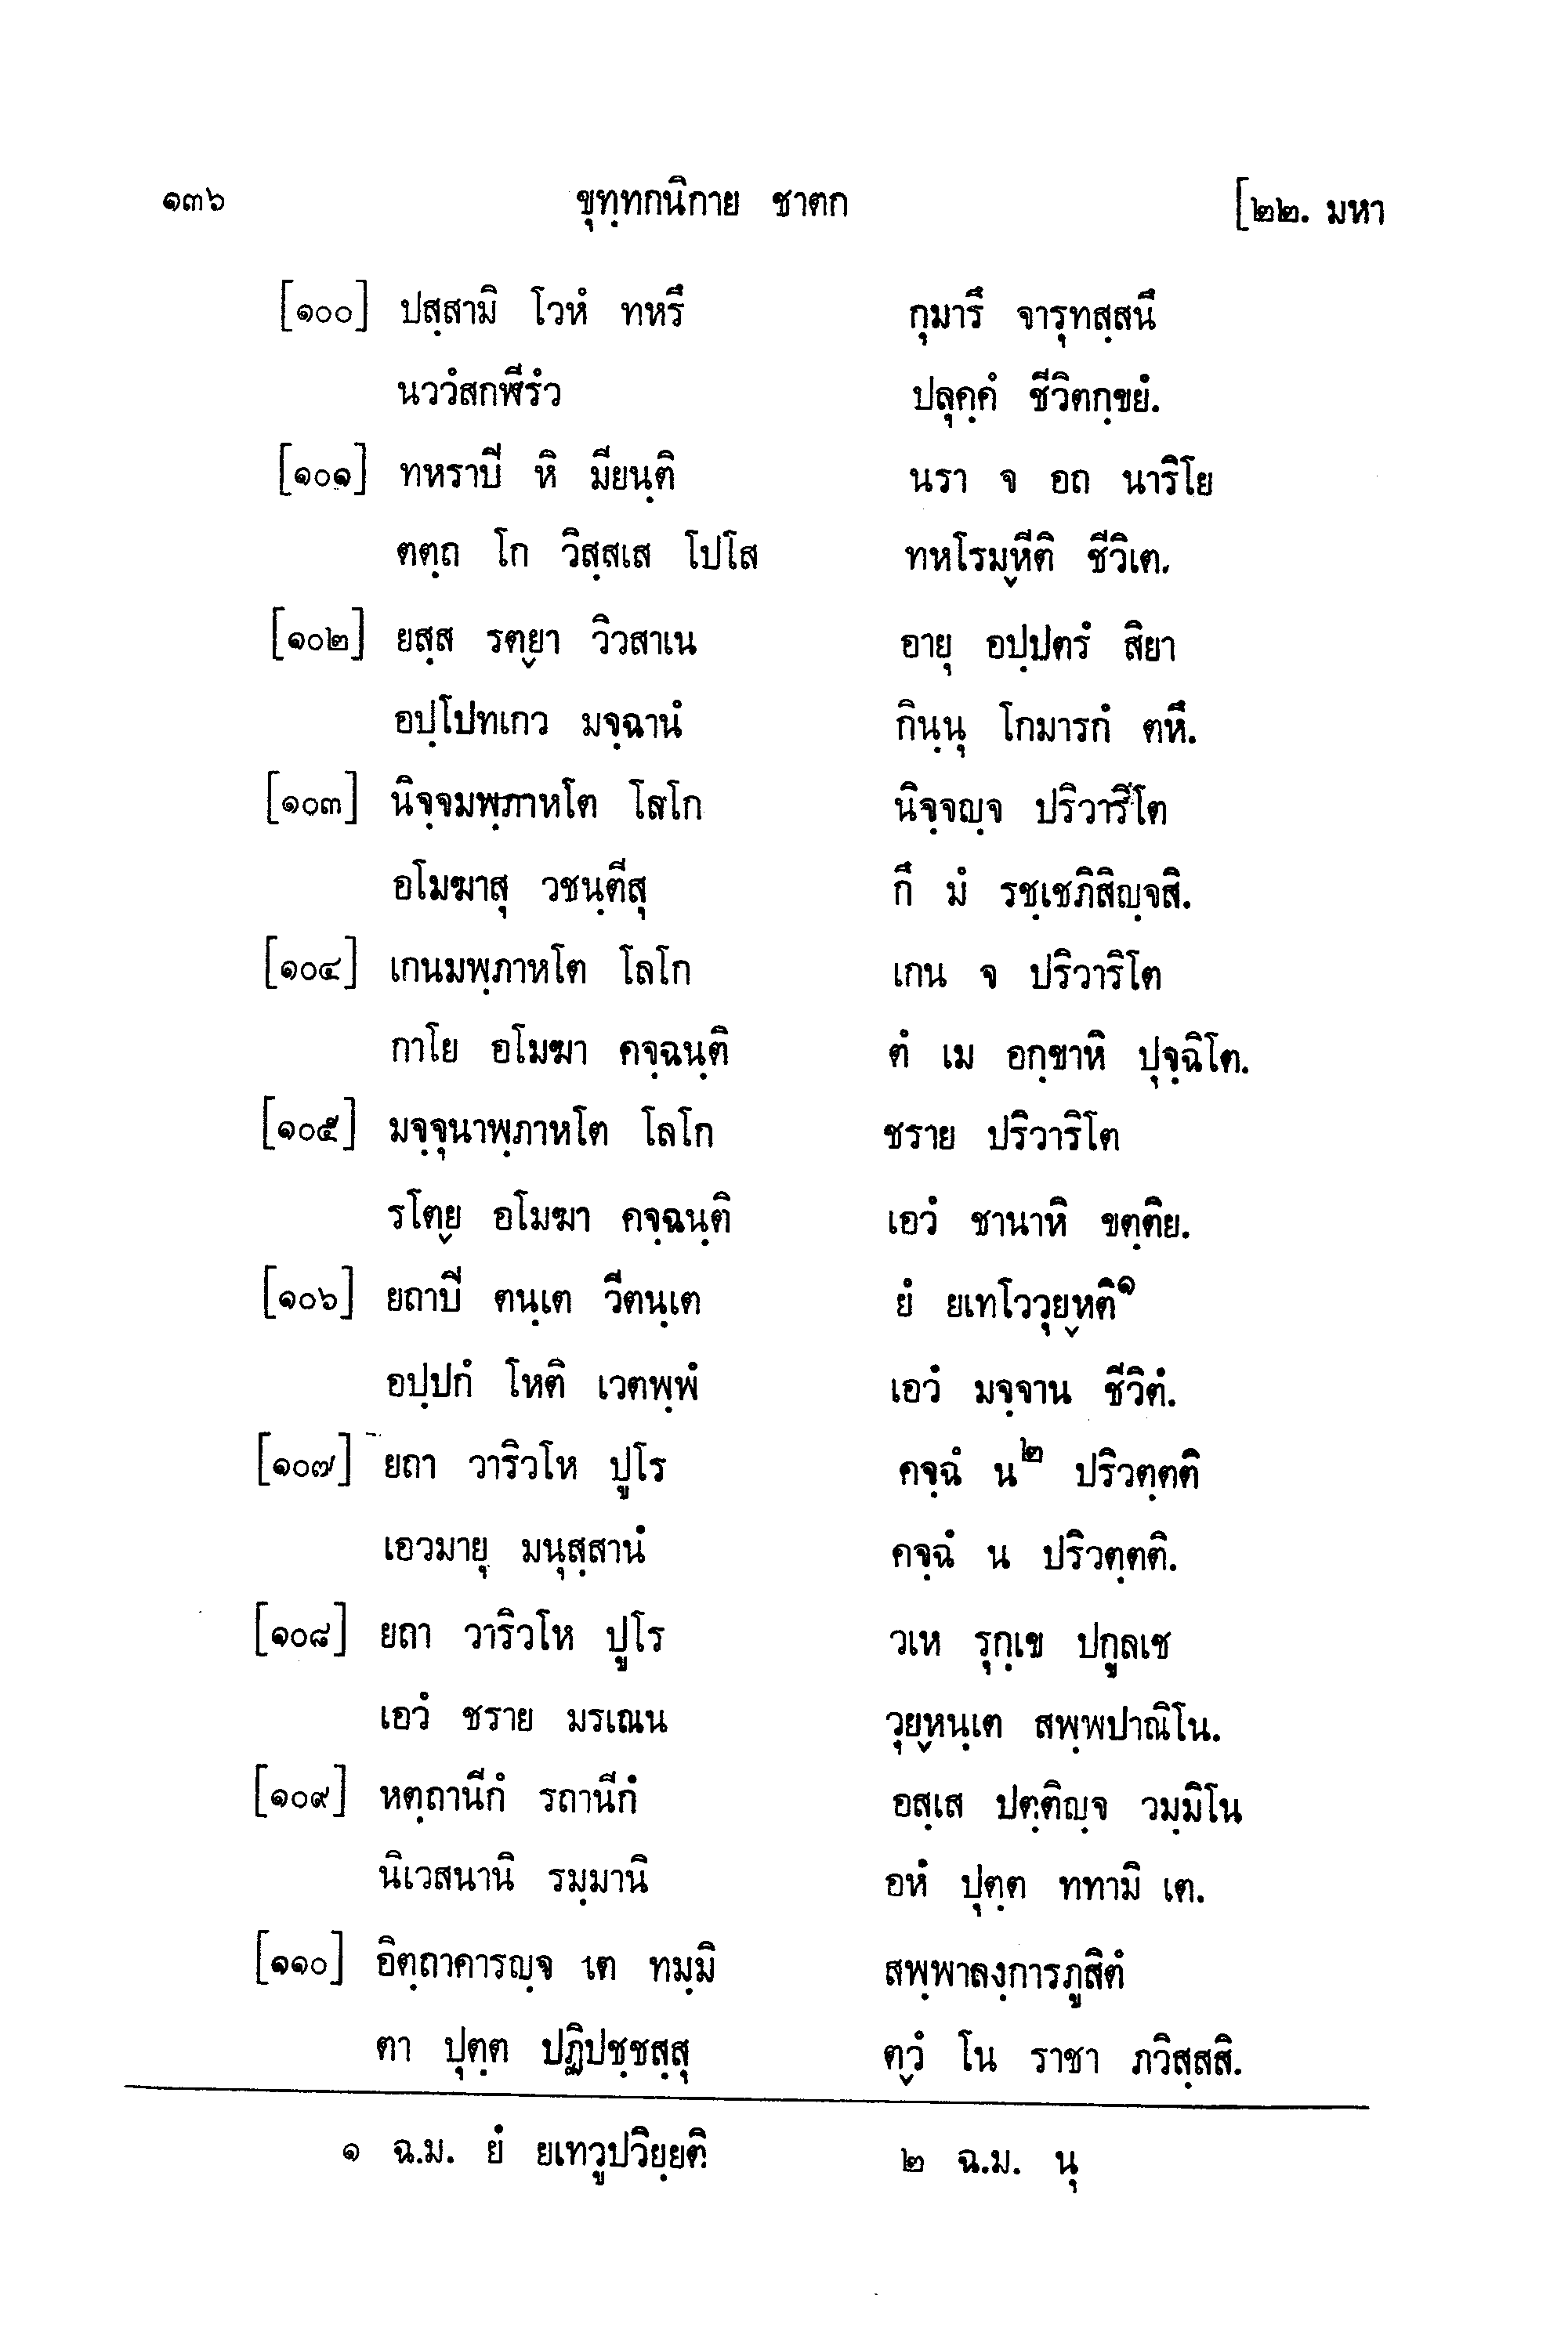 ๑๓๖ ขุทฺทกนิกาย ชาตก [๒๒. มหา
[๑๐๐] ปสฺสามิ โวหํ ทหรึ กุมารึ จารุทสฺสนึ
นววํสกฬีรํว ปลุคฺคํ ชีวิตกฺขยํ.
[๑๐๑] ทหราปี หิ มียนฺติ นรา จ อถ นาริโย
ตตฺถ โก วิสฺสเส โปโส ทหโรมฺหีติ ชีวิเต.
[๑๐๒] ยสฺส รตฺยา วิวสาเน อายุ อปฺปตรํ สิยา
อปฺโปทเกว มจฺฉานํ กินฺนุ โกมารกํ ตหึ.
[๑๐๓] นิจฺจมพฺภาหโต โลโก นิจฺจญฺจ ปริวาริโต
อโมฆาสุ วชนฺตีสุ กึ มํ รชฺเชภิสิญฺจสิ.
[๑๐๔] เกนมพฺภาหโต โลโก เกน จ ปริวาริโต
กาโย อโมฆา คจฺฉนฺติ ตํ เม อกฺขาหิ ปุจฺฉิโต.
[๑๐๕] มจฺจุนาพฺภาหโต โลโก ชราย ปริวาริโต
รโตฺย อโมฆา คจฺฉนฺติ เอวํ ชานาหิ ขตฺติย.
[๑๐๖] ยถาปี ตนฺเต วีตนฺเต ยํ ยเทโววุยฺหติ๑
อปฺปกํ โหติ เวตพฺพํ เอวํ มจฺจาน ชีวิตํ.
[๑๐๗] ยถา วาริวโห ปูโร คจฺฉํ น๒ ปริวตฺตติ
เอวมายุ มนุสฺสานํ คจฺฉํ น ปริวตฺตติ.
[๑๐๘] ยถา วาริวโห ปูโร วเห รุกฺเข ปกูลเช
เอวํ ชราย มรเณน วุยฺหนฺเต สพฺพปาณิโน.
[๑๐๙] หตฺถานีกํ รถานีกํ อสฺเส ปตฺติญฺจ วมฺมิโน
นิเวสนานิ รมฺมานิ อหํ ปุตฺต ททามิ เต.
[๑๑๐] อิตฺถาคารญฺจ เต ทมฺมิ สพฺพาลงฺการภูสิตํ
ตา ปุตฺต ปฏิปชฺชสฺสุ ตฺวํ โน ราชา ภวิสฺสสิ.
๑ ฉ.ม. ยํ ยเทวูปวิยฺยติ ๒ ฉ.ม. นุ